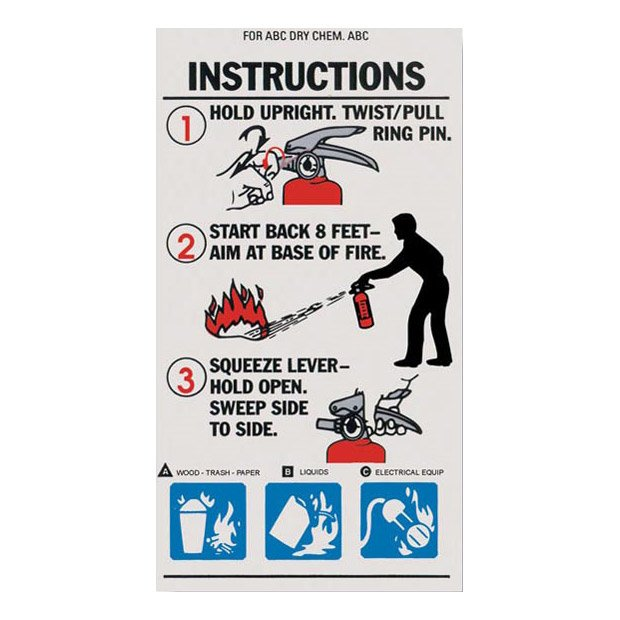 FOR ABC DRY CHEM. ABC
INSTRUCTIONS
1 HOLD UPRIGHT. TWIST/PULL
RING PIN.
2 START BACK 8 FEET–
AIM AT BASE OF FIRE.
3 SQUEEZE LEVER–
HOLD OPEN.
SWEEP SIDE
TO SIDE.
A WOOD - TRASH - PAPER B LIQUIDS C ELECTRICAL EQUIP